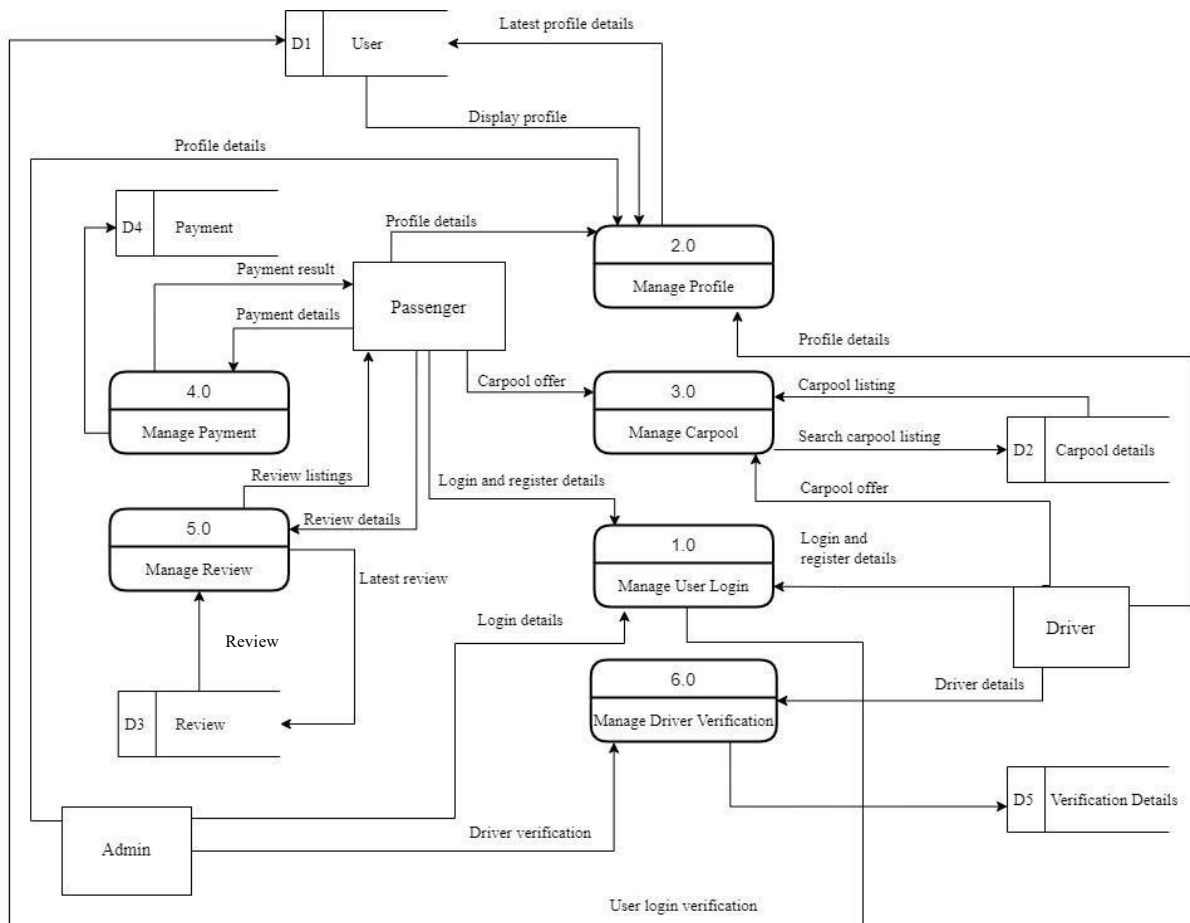 Latest profile details
D1 User
Display profile
Profile details
D4 Payment
Profile details
2.0
Manage Profile
Payment result
Passenger
Payment details
Profile details
4.0
Manage Payment
Carpool offer
3.0
Manage Carpool
Carpool listing
Search carpool listing
D2 Carpool details
Review listings
Login and register details
Carpool offer
5.0
Manage Review
Review details
1.0
Manage User Login
Login and
register details
Latest review
Login details
Driver
Review
6.0
Manage Driver Verification
Driver details
D3 Review
D5 Verification Details
Admin
Driver verification
User login verification